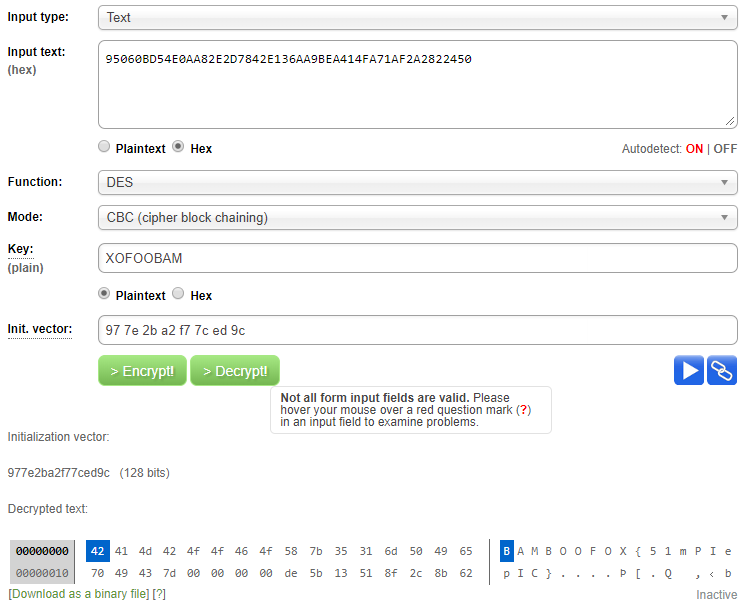 Input type: Text
Input text: 95060BD54E0AA82E2D7842E136AA9BEA414FA71AF2A2822450
(hex)
Plaintext Hex Autodetect: ON | OFF
Function: DES
Mode: CBC (cipher block chaining)
Key: XOFOOBAM
(plain)
Plaintext Hex
Init. vector: 97 7e 2b a2 f7 7c ed 9c
> Encrypt! > Decrypt!
Not all form input fields are valid. Please
hover your mouse over a red question mark (?)
in an input field to examine problems.
Initialization vector:
977e2ba2f77ced9c (128 bits)
Decrypted text:
00000000 42 41 4d 42 4f 4f 46 4f 58 7b 35 31 6d 50 49 65 B A M B O O F O X { 5 1 m P I e
00000010 70 49 43 7d 00 00 00 00 de 5b 13 51 8f 2c 8b 62 p I C } . . . . Þ [ . Q . , ‹ b
[Download as a binary file] [?] Inactive